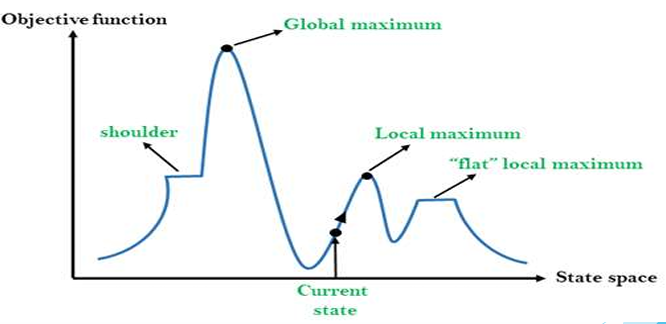 Objective function
Global maximum
shoulder
Local maximum
“flat” local maximum
State space
Current
state